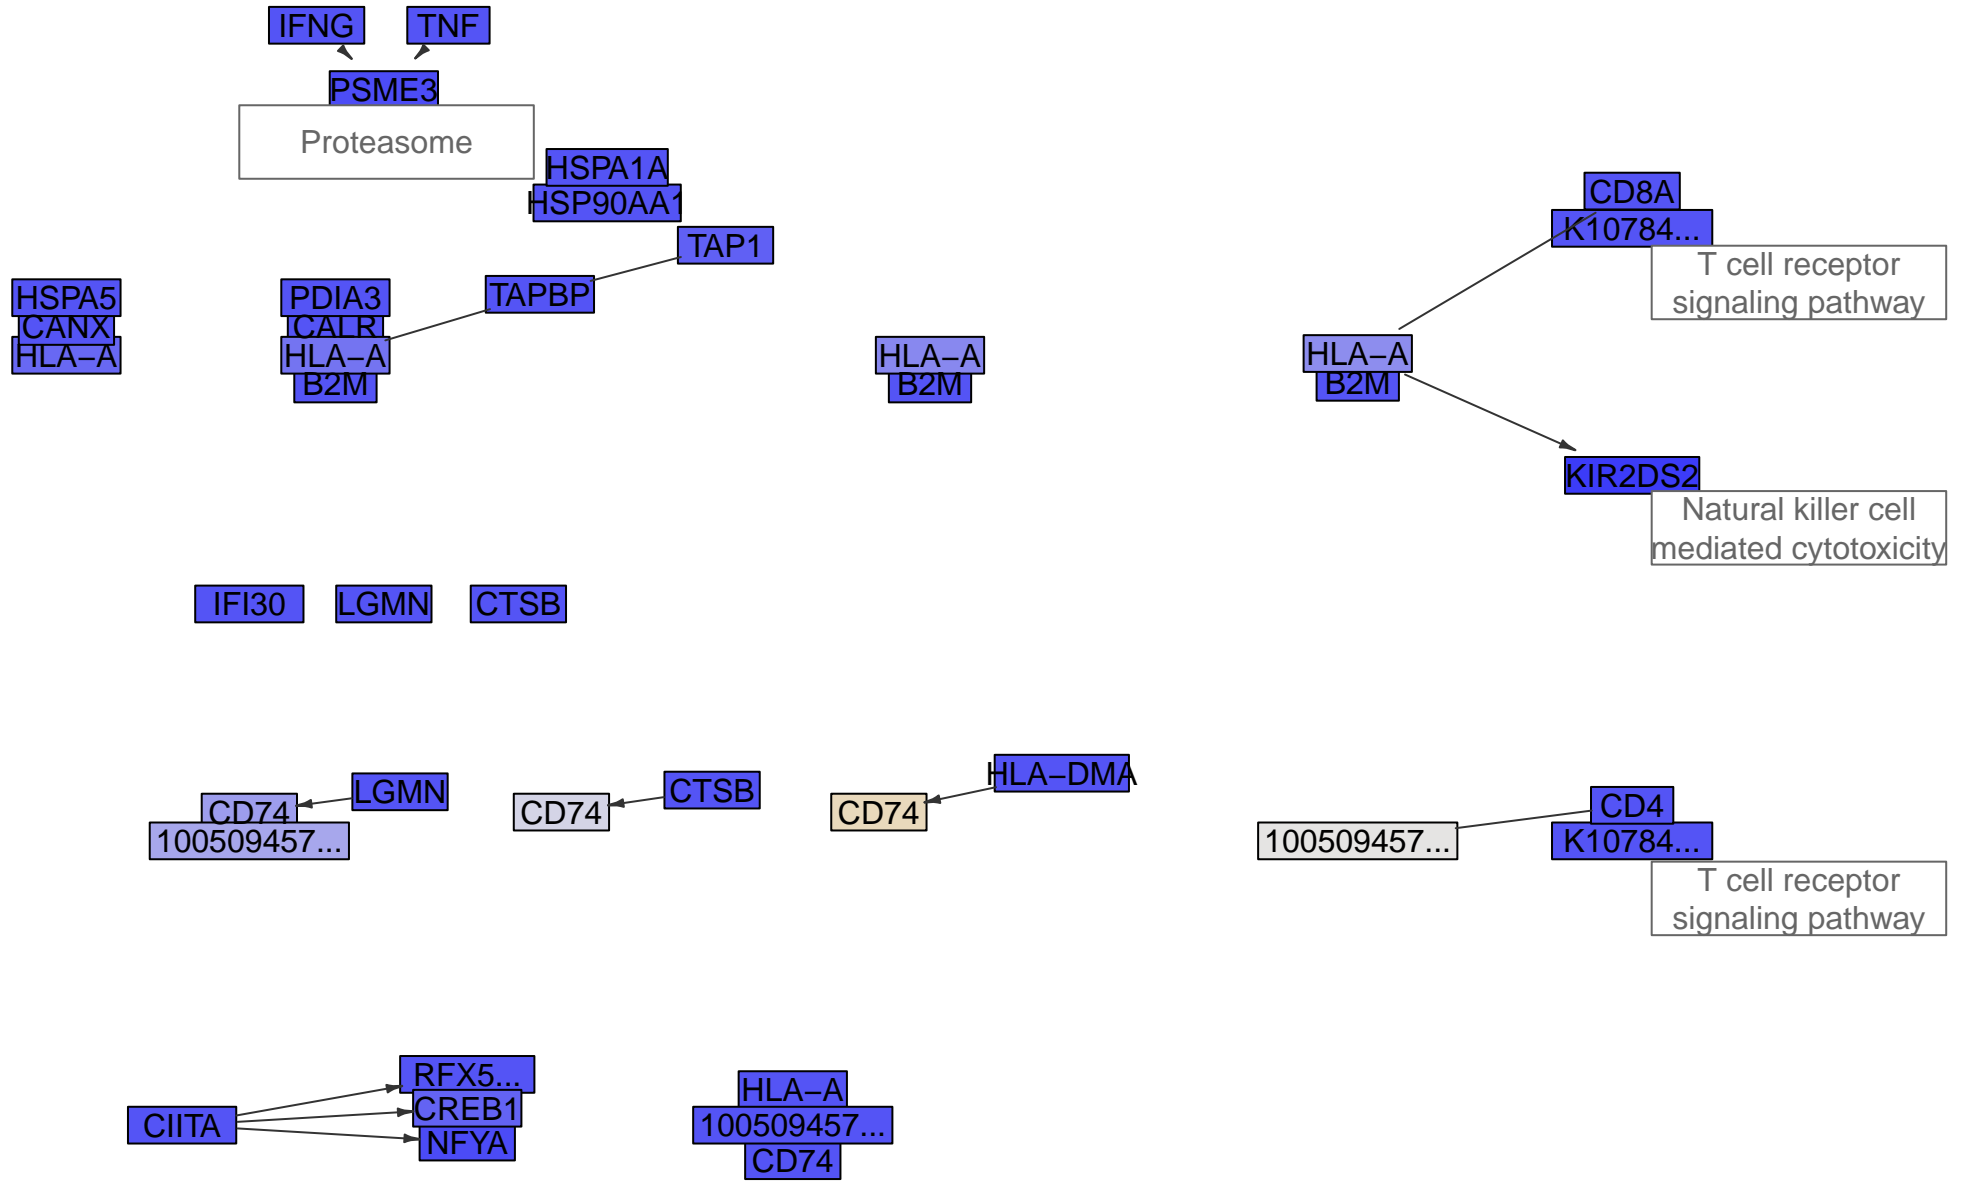 IFNG
TNF
PSME3
Proteasome
HSPA1A
HSP90AA1
TAP1
TAPBP
CD8A
K10784...
T cell receptor
signaling pathway
HSPA5
CANX
HLA−A
PDIA3
CALR
HLA−A
B2M
HLA−A
B2M
HLA−A
B2M
KIR2DS2
Natural killer cell
mediated cytotoxicity
IFI30
LGMN
CTSB
LGMN
CD74
100509457...
CTSB
CD74
HLA−DMA
CD74
100509457...
CD4
K10784...
T cell receptor
signaling pathway
CIITA
RFX5...
CREB1
NFYA
HLA−A
100509457...
CD74